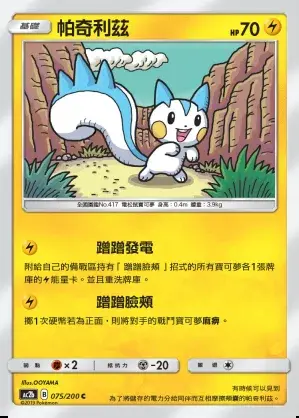 基礎 帕奇利茲 HP70
全國圖鑑No.417 電松鼠寶可夢 身高:0.4m 體重:3.9kg
蹭蹭發電
附給自己的備戰區持有「蹭蹭臉頰」招式的所有寶可夢各1張牌
庫的能量卡。並且重洗牌庫。
蹭蹭臉頰
擲1次硬幣若為正面,則將對手的戰鬥寶可夢麻痺。
弱點 ×2 抵抗力 -20 撤退
Illus.OOYAMA
AC2b B 075/200 C
©2019 Pokémon
有時候可以見到
為了將儲存的電力分給同伴而互相摩擦頰囊的帕奇利茲。